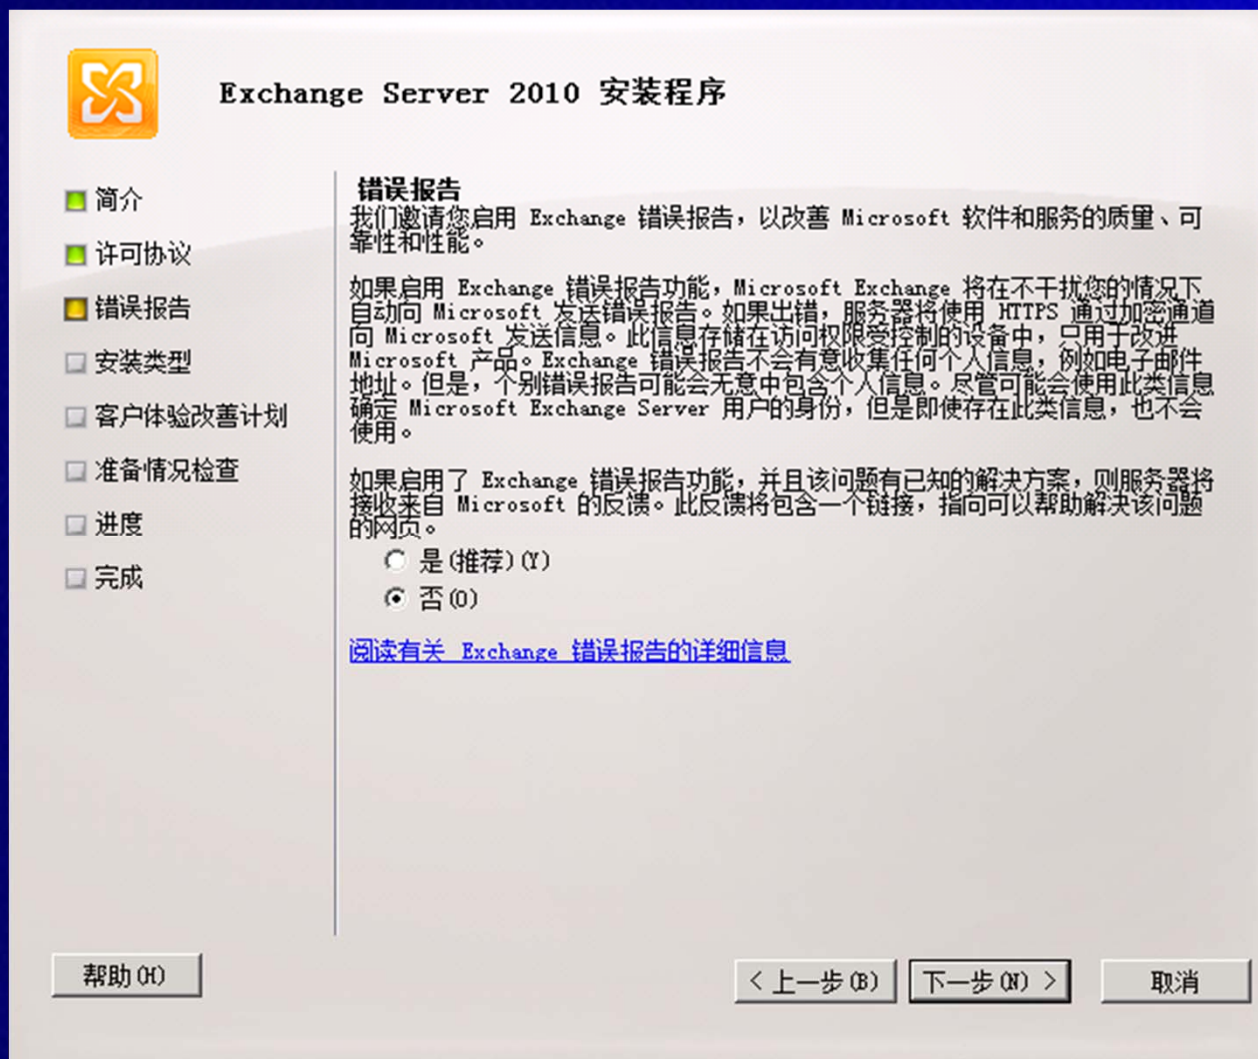 Exchange Server 2010 安装程序
简介
许可协议
错误报告
安装类型
客户体验改善计划
准备情况检查
进度
完成
错误报告
我们邀请您启用 Exchange 错误报告，以改善 Microsoft 软件和服务的质量、可
靠性和性能。
如果启用 Exchange 错误报告功能，Microsoft Exchange 将在不干扰您的情况下
自动向 Microsoft 发送错误报告。如果出错，服务器将使用 HTTPS 通过加密通道
向 Microsoft 发送信息。此信息存储在访问权限受控制的设备中，只用于改进
Microsoft 产品。Exchange 错误报告不会有意收集任何个人信息，例如电子邮件
地址。但是，个别错误报告可能会无意中包含个人信息。尽管可能会使用此类信息
确定 Microsoft Exchange Server 用户的身份，但是即使存在此类信息，也不会
使用。
如果启用了 Exchange 错误报告功能，并且该问题有已知的解决方案，则服务器将
接收来自 Microsoft 的反馈。此反馈将包含一个链接，指向可以帮助解决该问题
的网页。
是(推荐)(Y)
否(O)
阅读有关 Exchange 错误报告的详细信息
帮助(H)
< 上一步(B)
下一步(N) >
取消